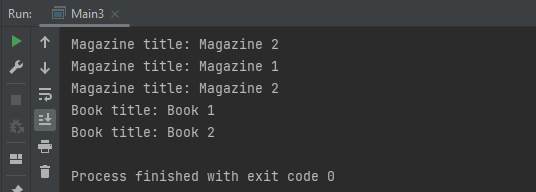 Run: Main3
Magazine title: Magazine 2
Magazine title: Magazine 1
Magazine title: Magazine 2
Book title: Book 1
Book title: Book 2
Process finished with exit code 0